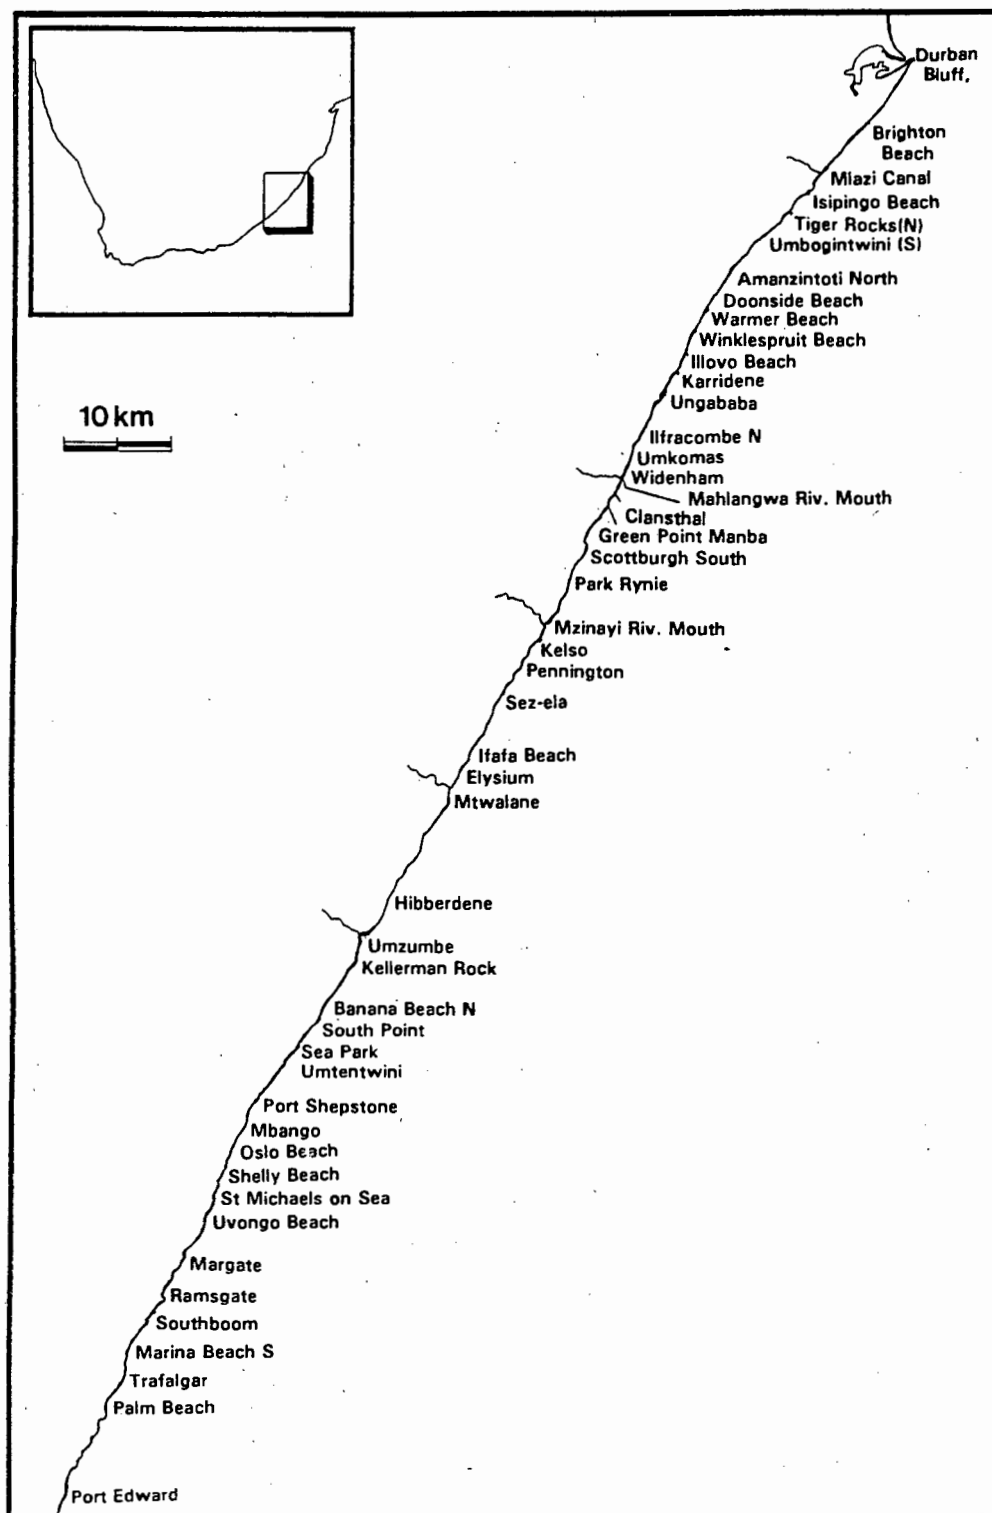 Durban
Bluff.
Brighton
Beach
Mlazi Canal
Isipingo Beach
Tiger Rocks(N)
Umbogintwini (S)
Amanzintoti North
Doonside Beach
Warmer Beach
Winklespruit Beach
Illovo Beach
Karridene
Ungababa
10 km
Ilfracombe N
Umkomas
Widenham
Mahlangwa Riv. Mouth
Clansthal
Green Point Manba
Scottburgh South
Park Rynie
Mzinayi Riv. Mouth
Kelso
Pennington
Sez-ela
Ifafa Beach
Elysium
Mtwalane
Hibberdene
Umzumbe
Kellerman Rock
Banana Beach N
South Point
Sea Park
Umtentwini
Port Shepstone
Mbango
Oslo Beach
Shelly Beach
St Michaels on Sea
Uvongo Beach
Margate
Ramsgate
Southboom
Marina Beach S
Trafalgar
Palm Beach
Port Edward